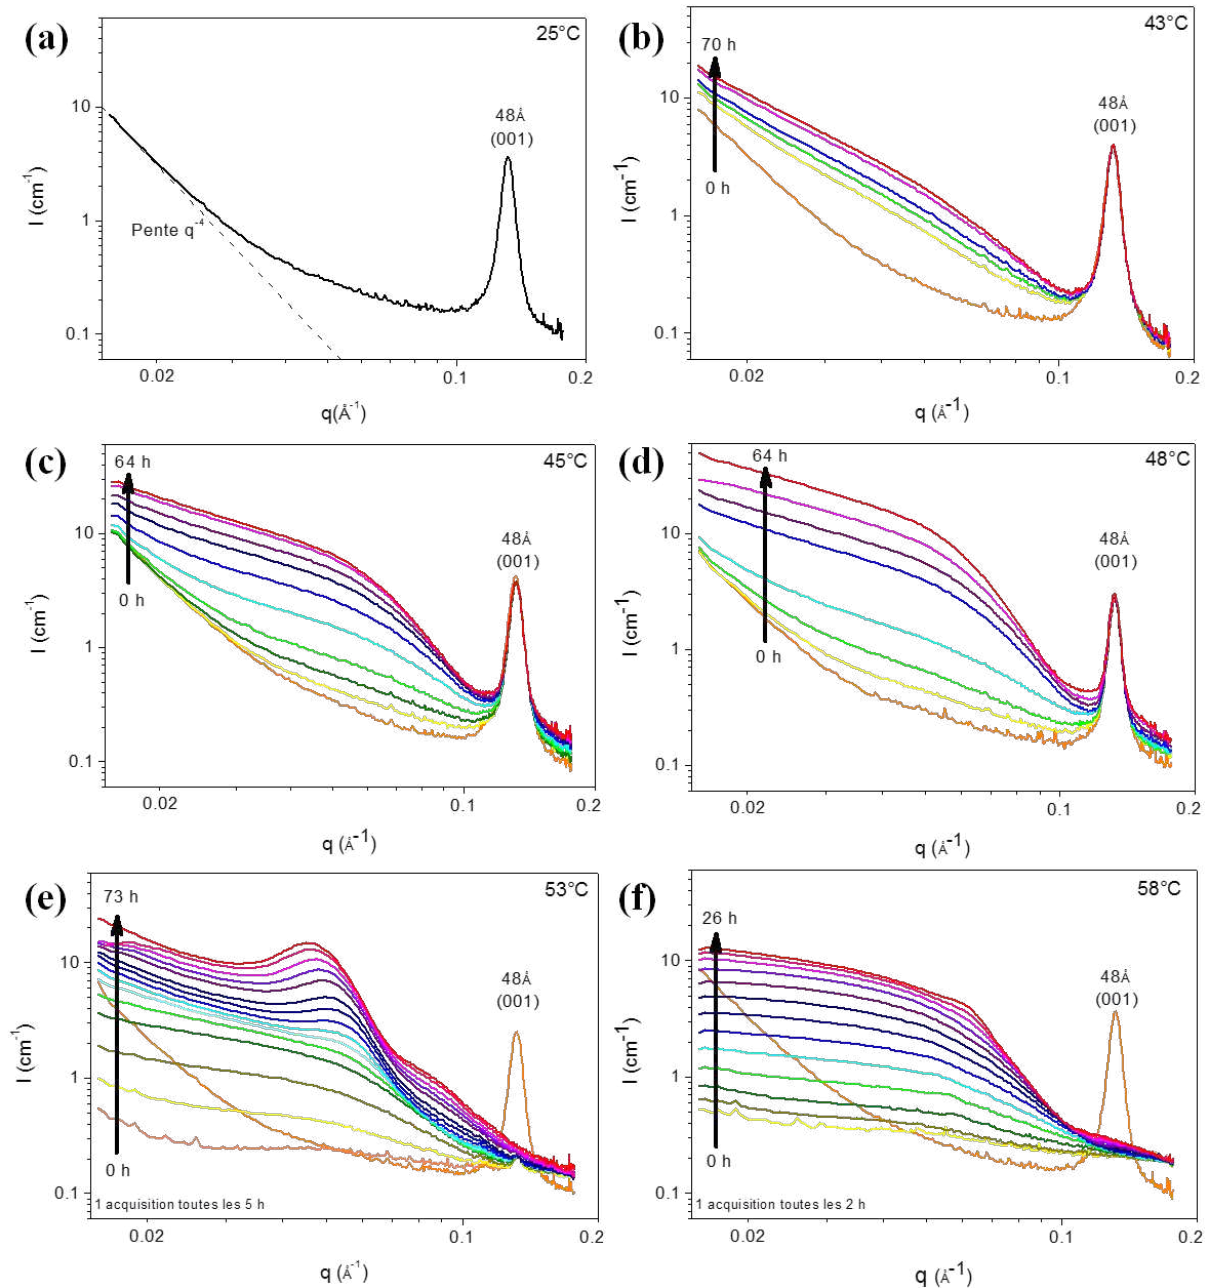 (a)
25°C
10
1
0.1
I (cm-1)
48Å
(001)
Pente q-4
0.02
0.1
0.2
q(Å-1)
(b)
43°C
70 h
0 h
10
1
0.1
I (cm-1)
48Å
(001)
0.02
0.1
0.2
q (Å-1)
(c)
45°C
64 h
0 h
10
1
0.1
I (cm-1)
48Å
(001)
0.02
0.1
0.2
q (Å-1)
(d)
48°C
64 h
0 h
10
1
0.1
I (cm-1)
48Å
(001)
0.02
0.1
0.2
q (Å-1)
(e)
53°C
73 h
0 h
10
1
0.1
I (cm-1)
48Å
(001)
1 acquisition toutes les 5 h
0.02
0.1
0.2
q (Å-1)
(f)
58°C
26 h
0 h
10
1
0.1
I (cm-1)
48Å
(001)
1 acquisition toutes les 2 h
0.02
0.1
0.2
q (Å-1)